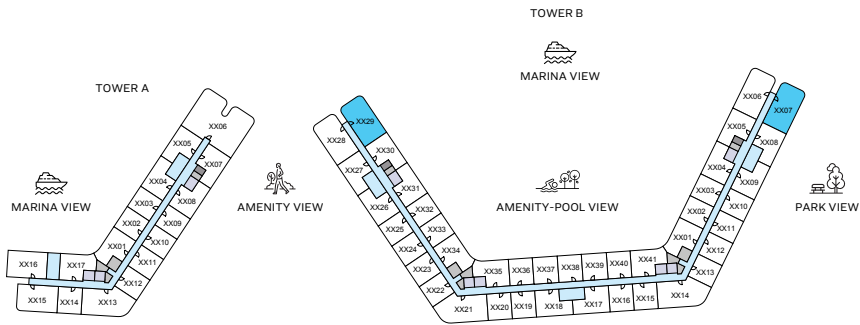 TOWER B
MARINA VIEW
TOWER A
XX06
XX05
XX07
XX04
XX08
XX03
XX09
XX02
XX10
XX01
XX11
XX12
XX16
XX17
XX15
XX14
XX13
MARINA VIEW
AMENITY VIEW
XX29
XX28
XX30
XX27
XX31
XX26
XX32
XX25
XX33
XX24
XX34
XX23
XX22
XX21
XX35
XX36
XX37
XX38
XX39
XX40
XX41
XX20
XX19
XX18
XX17
XX16
XX15
XX14
AMENITY-POOL VIEW
XX06
XX07
XX05
XX08
XX04
XX09
XX03
XX10
XX02
XX11
XX01
XX12
XX13
PARK VIEW